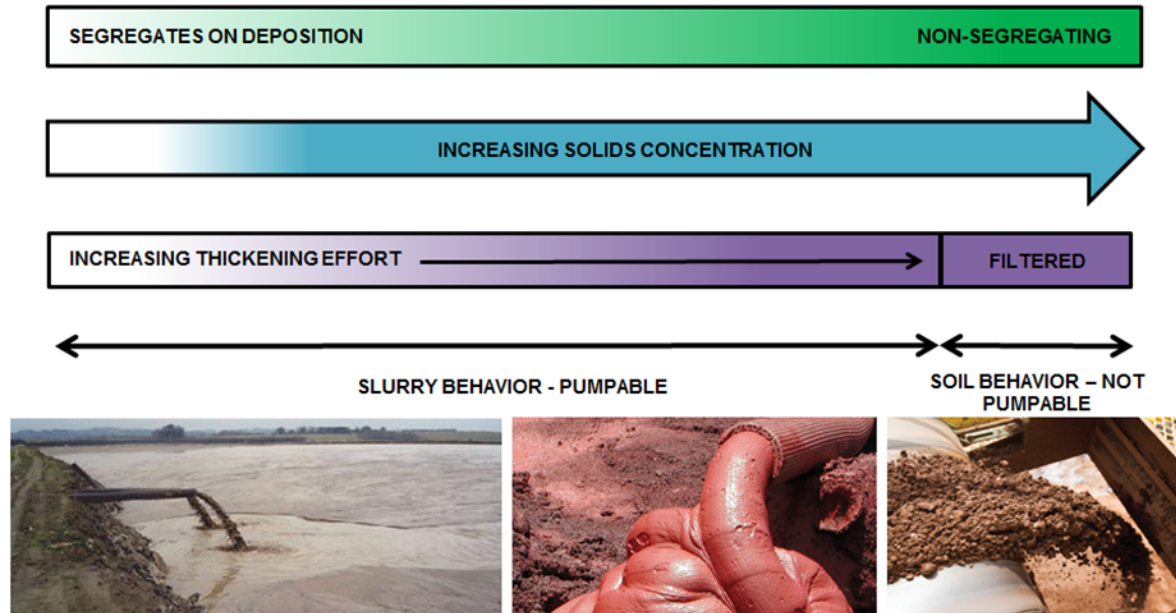 SEGREGATES ON DEPOSITION
NON-SEGREGATING
INCREASING SOLIDS CONCENTRATION
INCREASING THICKENING EFFORT
FILTERED
SLURRY BEHAVIOR - PUMPABLE
SOIL BEHAVIOR – NOT
PUMPABLE